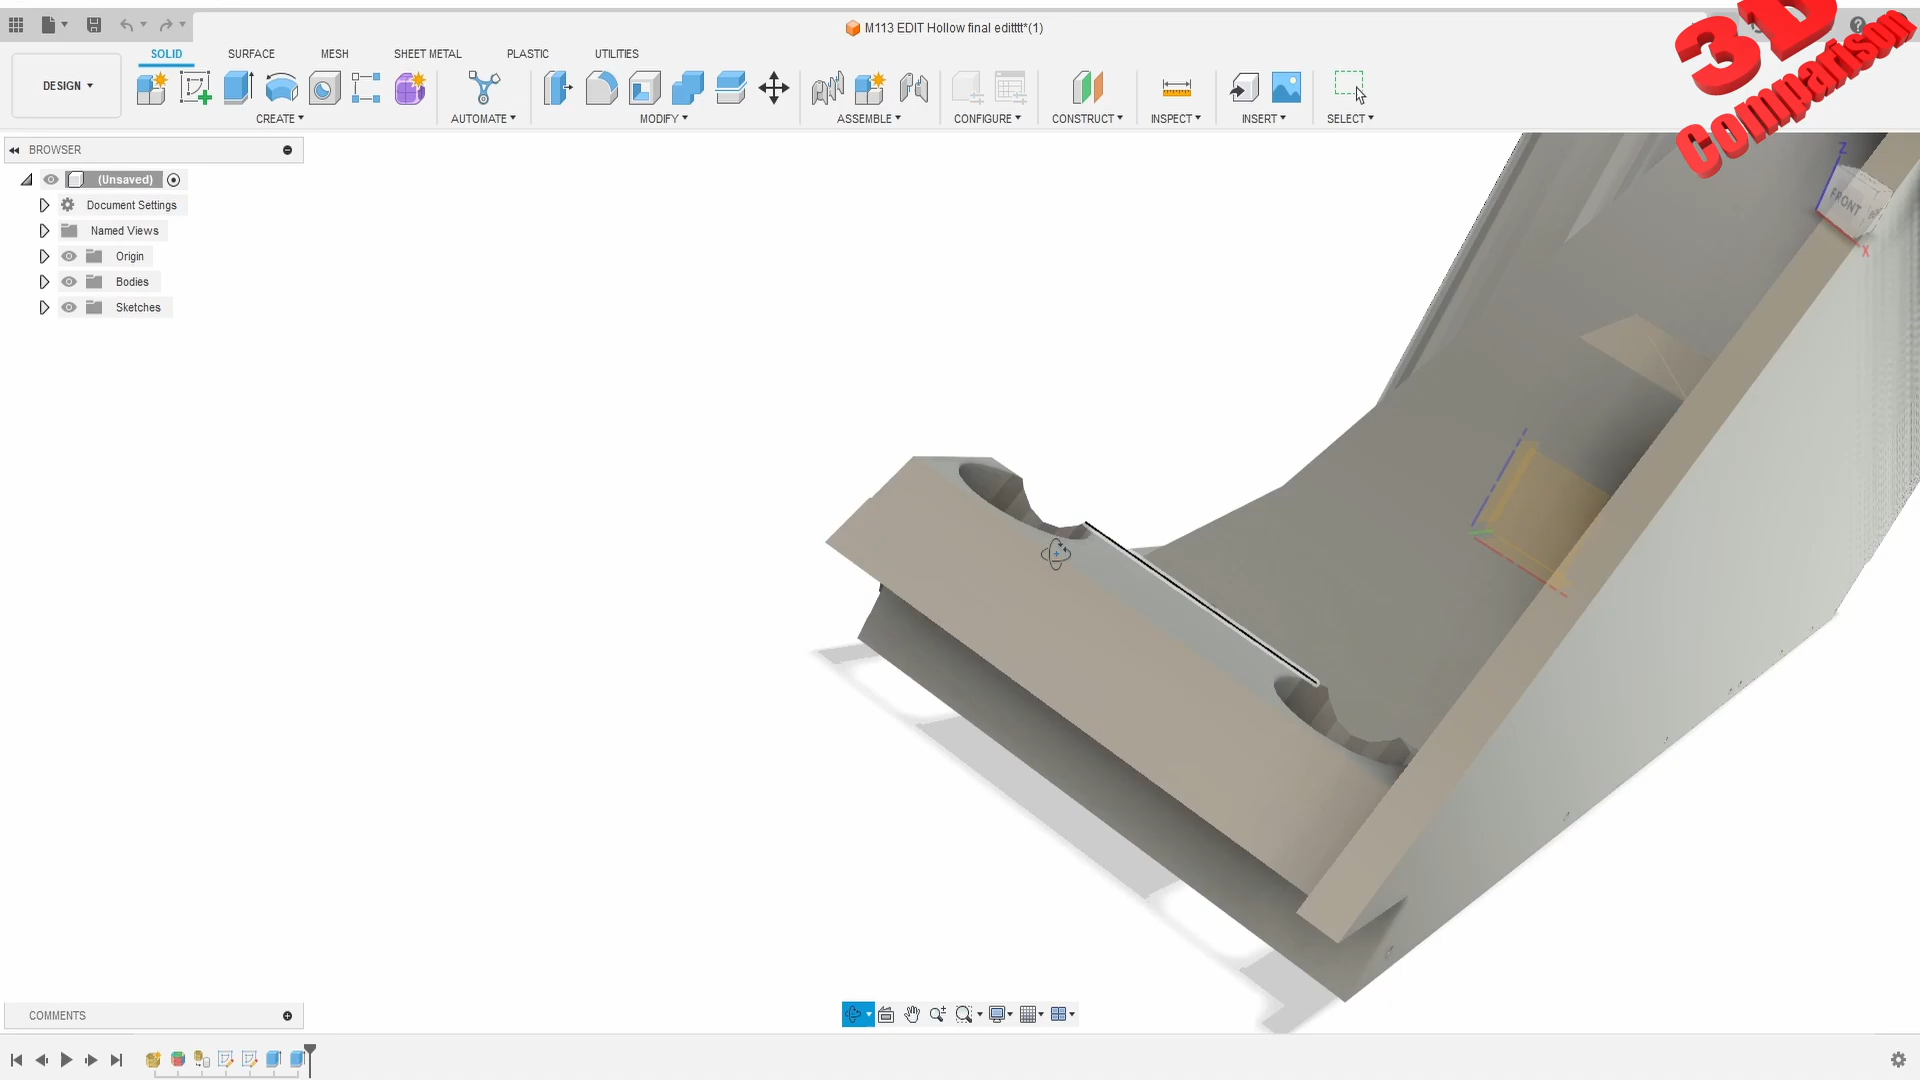 M113 EDIT Hollow final editttt*(1)
3D
Comparison
DESIGN
SOLID
SURFACE
MESH
SHEET METAL
PLASTIC
UTILITIES
CREATE
AUTOMATE
MODIFY
ASSEMBLE
CONFIGURE
CONSTRUCT
INSPECT
INSERT
SELECT
BROWSER
(Unsaved)
Document Settings
Named Views
Origin
Bodies
Sketches
Z
FRONT
X
COMMENTS